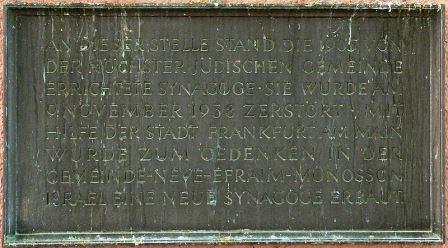 AN DIESER STELLE STAND DIE 1905 VON
DER HÖCHSTER JÜDISCHEN GEMEINDE
ERRICHTETE SYNAGOGE · SIE WURDE AM
9·NOVEMBER 1938 ZERSTÖRT · MIT
HILFE DER STADT FRANKFURT AM MAIN
WURDE ZUM GEDENKEN IN DER
GEMEINDE-NEVE-EFRAIM-MONOSSON
ISRAEL EINE NEUE SYNAGOGE ERBAUT